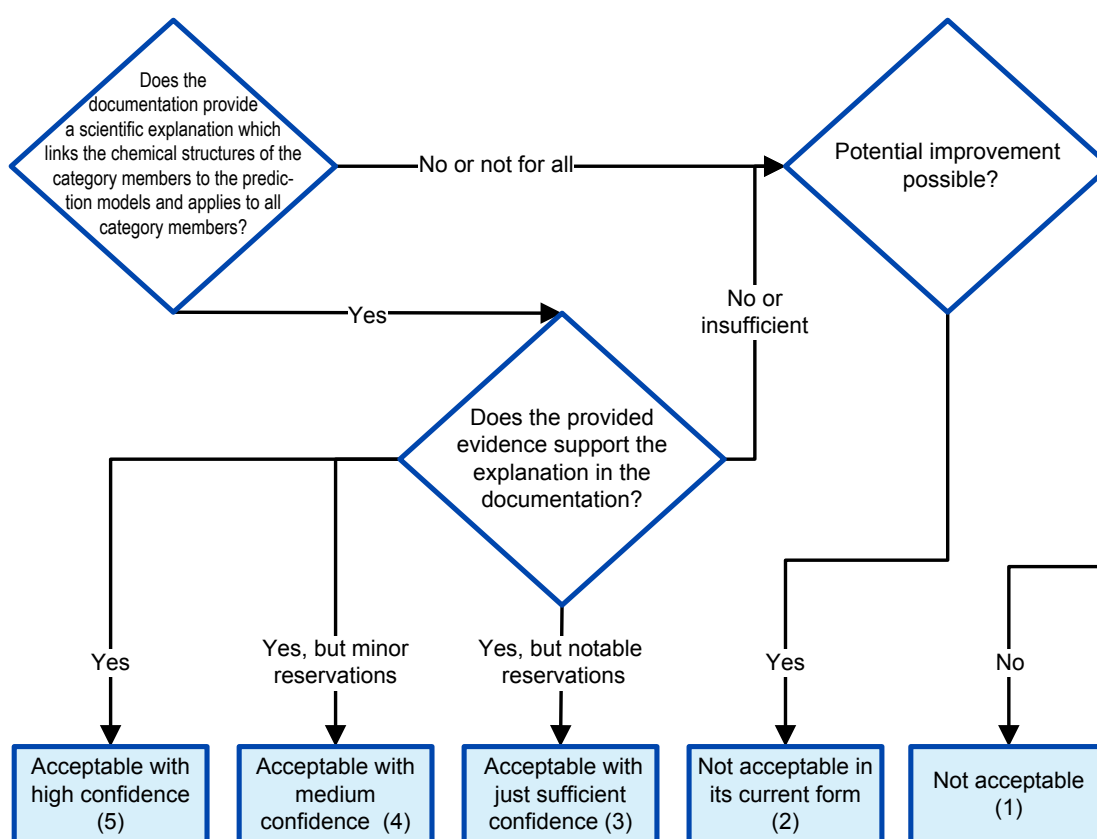 Does the
documentation provide
a scientific explanation which
links the chemical structures of the
category members to the predic-
tion models and applies to all
category members?
No or not for all
Potential improvement
possible?
Yes
No or
insufficient
Does the provided
evidence support the
explanation in the
documentation?
Yes
Yes, but minor
reservations
Yes, but notable
reservations
Yes
No
Acceptable with
high confidence
(5)
Acceptable with
medium
confidence (4)
Acceptable with
just sufficient
confidence (3)
Not acceptable in
its current form
(2)
Not acceptable
(1)